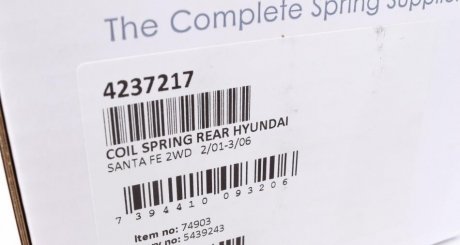 The Complete Spring Supplier
4237217
COIL SPRING REAR HYUNDAI
SANTA FE 2WD 2/01-3/06
7 394410 093206
Item no: 74903
5439243